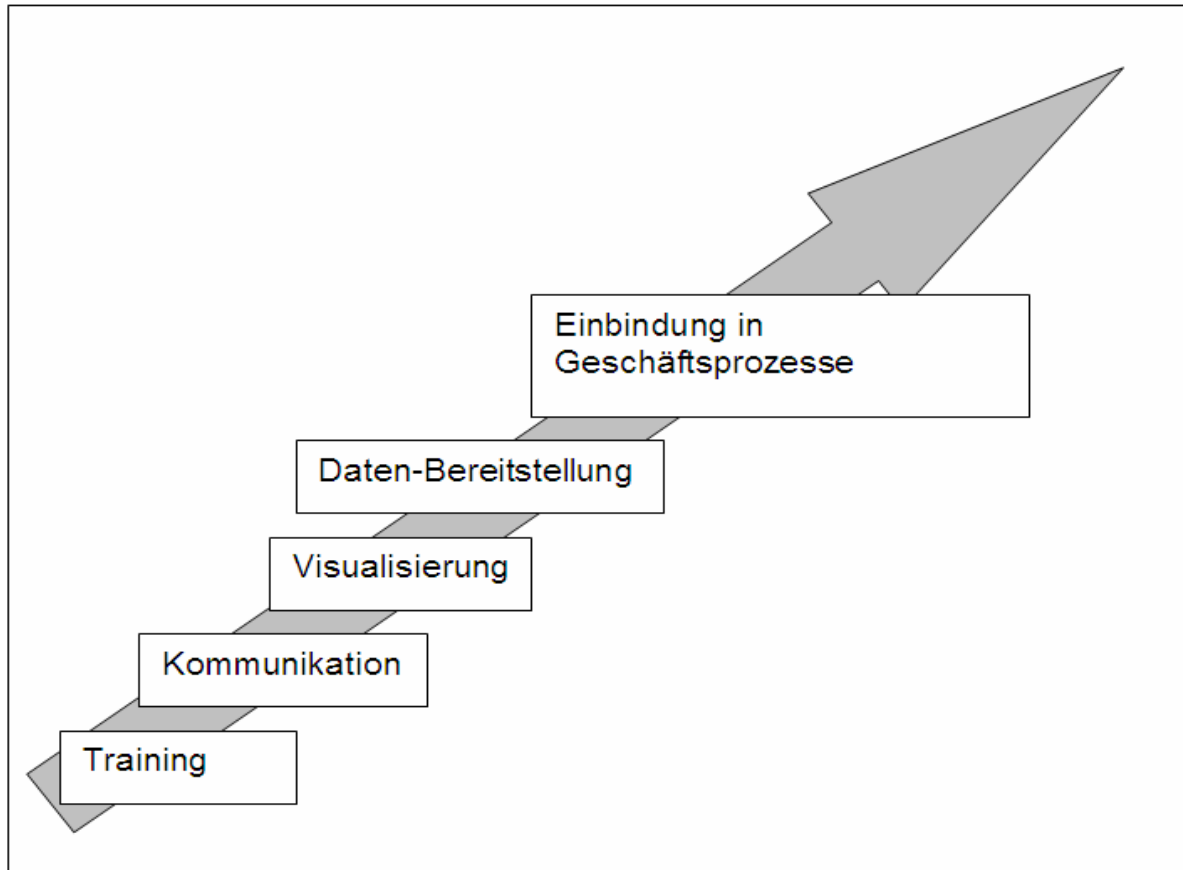 Einbindung in
Geschäftsprozesse
Daten-Bereitstellung
Visualisierung
Kommunikation
Training